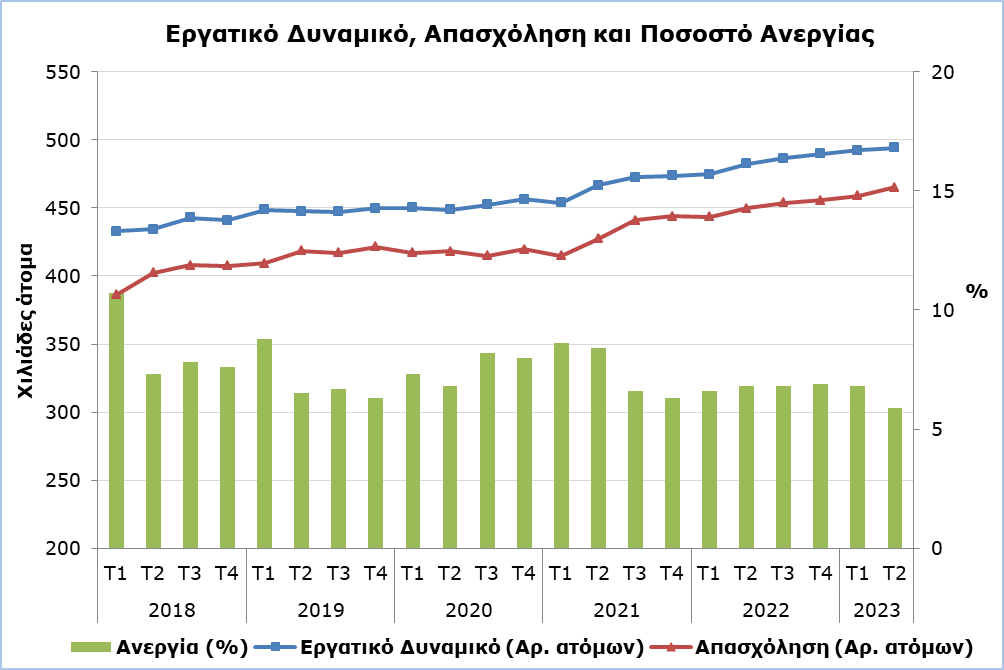 Εργατικό Δυναμικό, Απασχόληση και Ποσοστό Ανεργίας
Χιλιάδες άτομα
550
500
450
400
350
300
250
200
20
15
10
5
0
%
Τ1 Τ2 Τ3 Τ4 Τ1 Τ2 Τ3 Τ4 Τ1 Τ2 Τ3 Τ4 Τ1 Τ2 Τ3 Τ4 Τ1 Τ2 Τ3 Τ4 Τ1 Τ2
2018 2019 2020 2021 2022 2023
Ανεργία (%) Εργατικό Δυναμικό (Αρ. ατόμων) Απασχόληση (Αρ. ατόμων)